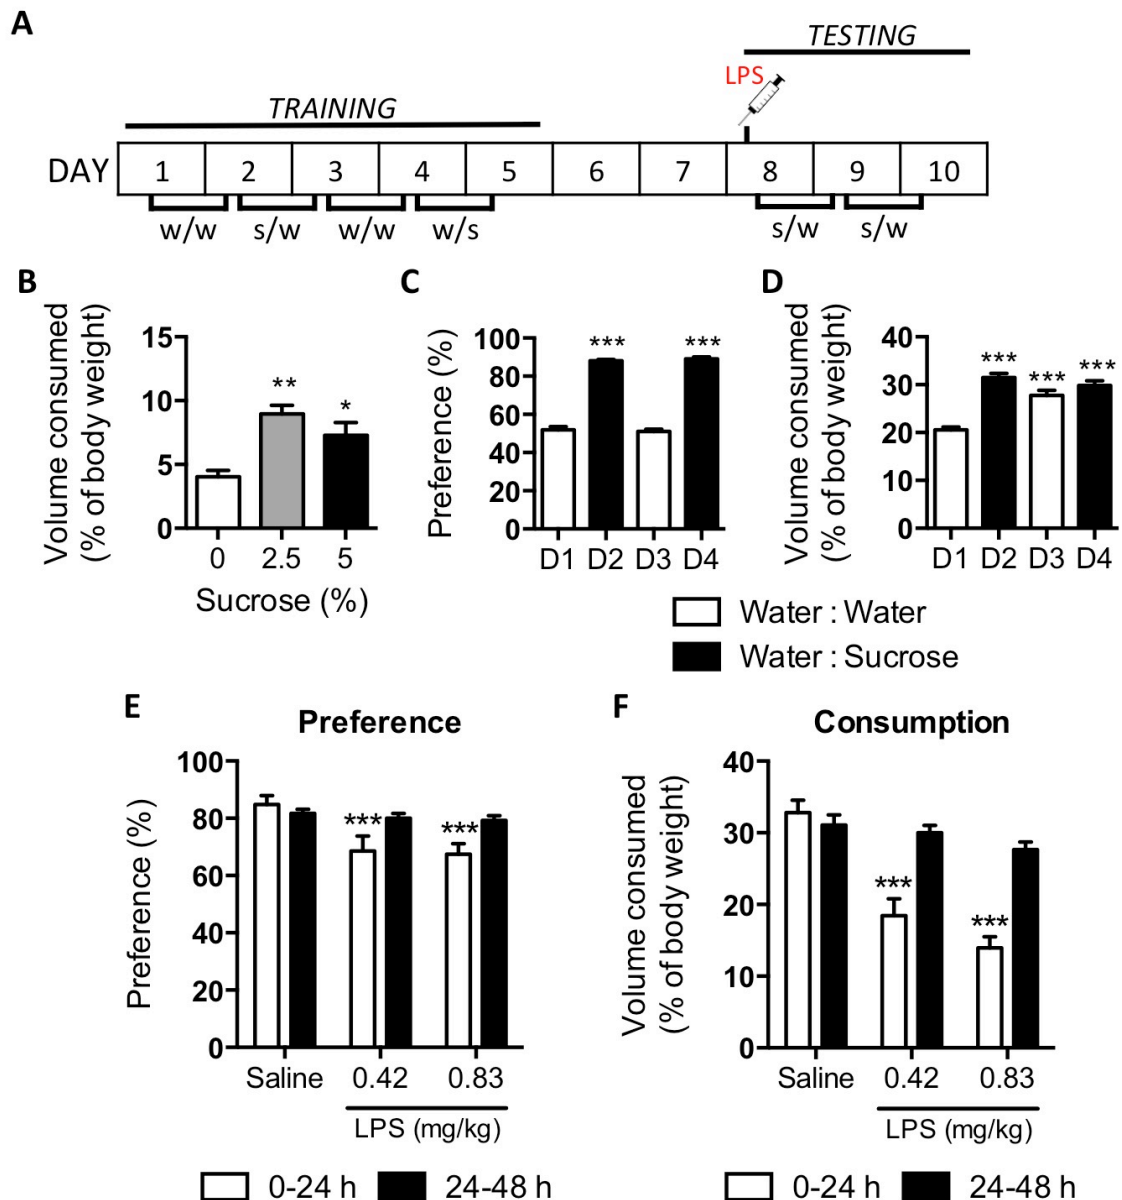 A
TESTING
LPS
TRAINING
DAY 1 2 3 4 5 6 7 8 9 10
w/w s/w w/w w/s s/w s/w
B
Volume consumed
(% of body weight)
15
10
5
0
** *
0 2.5 5
Sucrose (%)
C
Preference (%)
100
80
60
40
20
0
*** ***
D1 D2 D3 D4
D
Volume consumed
(% of body weight)
40
30
20
10
0
*** *** ***
D1 D2 D3 D4
Water : Water
Water : Sucrose
E
Preference
Preference (%)
100
80
60
40
20
0
*** ***
Saline 0.42 0.83
LPS (mg/kg)
0-24 h 24-48 h
F
Consumption
Volume consumed
(% of body weight)
40
30
20
10
0
*** ***
Saline 0.42 0.83
LPS (mg/kg)
0-24 h 24-48 h